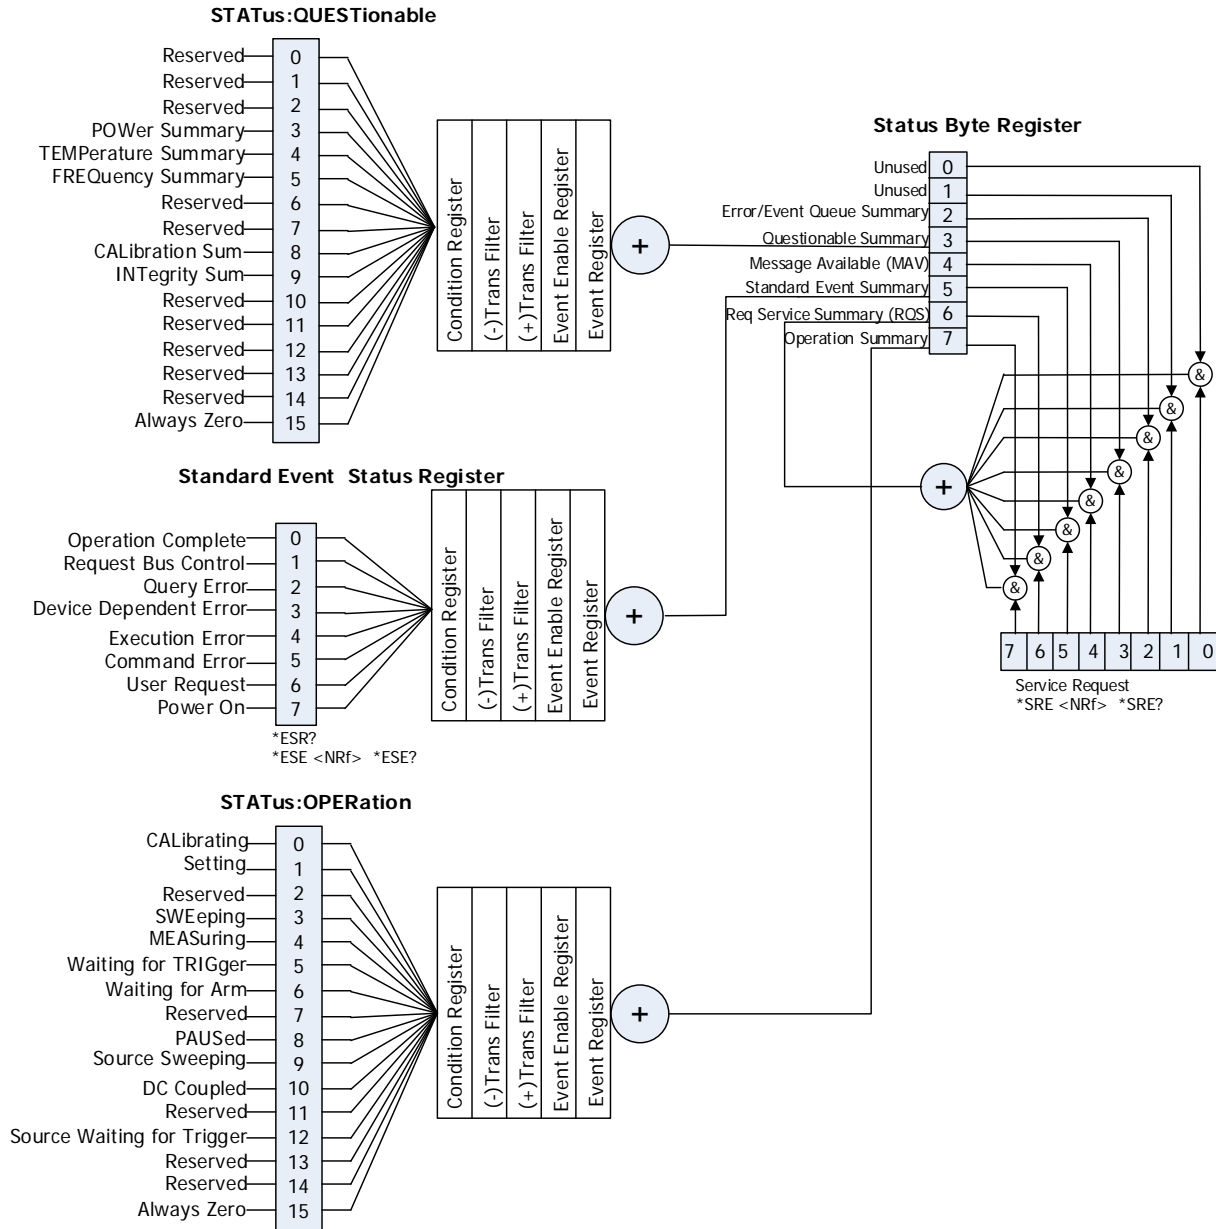 STATus:QUESTionable
Reserved 0
Reserved 1
Reserved 2
POWer Summary 3
TEMPerature Summary 4
FREQuency Summary 5
Reserved 6
Reserved 7
CALibration Sum 8
INTegrity Sum 9
Reserved 10
Reserved 11
Reserved 12
Reserved 13
Reserved 14
Always Zero 15
Condition Register
(-)Trans Filter
(+)Trans Filter
Event Enable Register
Event Register
+
Status Byte Register
Unused 0
Unused 1
Error/Event Queue Summary 2
Questionable Summary 3
Message Available (MAV) 4
Standard Event Summary 5
Req Service Summary (RQS) 6
Operation Summary 7
&
&
&
&
&
&
&
&
+
7 6 5 4 3 2 1 0
Service Request
*SRE <NRf> *SRE?
Standard Event Status Register
Operation Complete 0
Request Bus Control 1
Query Error 2
Device Dependent Error 3
Execution Error 4
Command Error 5
User Request 6
Power On 7
*ESR?
*ESE <NRf> *ESE?
Condition Register
(-)Trans Filter
(+)Trans Filter
Event Enable Register
Event Register
+
STATus:OPERation
CALibrating 0
Setting 1
Reserved 2
SWEeping 3
MEASuring 4
Waiting for TRIGger 5
Waiting for Arm 6
Reserved 7
PAUSed 8
Source Sweeping 9
DC Coupled 10
Reserved 11
Source Waiting for Trigger 12
Reserved 13
Reserved 14
Always Zero 15
Condition Register
(-)Trans Filter
(+)Trans Filter
Event Enable Register
Event Register
+